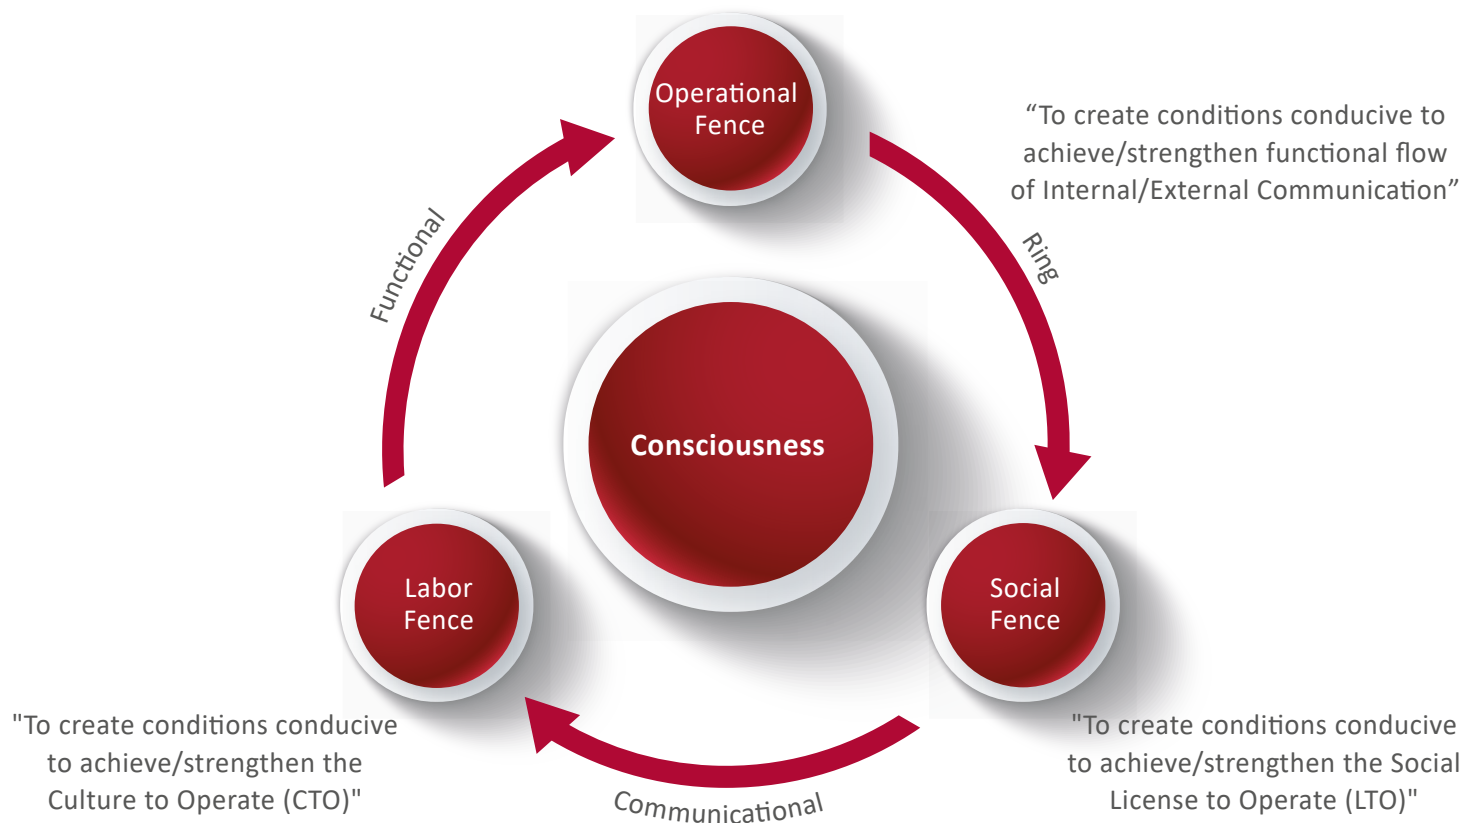 Operational
Fence
“To create conditions conducive to
achieve/strengthen functional flow
of Internal/External Communication”
Functional
Ring
Consciousness
Labor
Fence
Social
Fence
"To create conditions conducive
to achieve/strengthen the
Culture to Operate (CTO)"
"To create conditions conducive
to achieve/strengthen the Social
License to Operate (LTO)"
Communicational